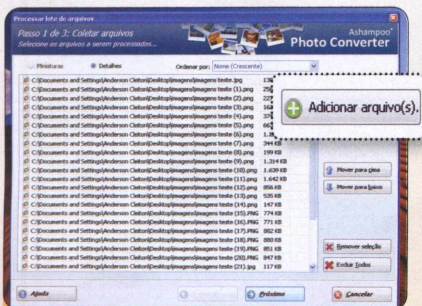 Processar lote de arquivos
Passo 1 de 3: Coletar arquivos
Selecione os arquivos a serem processados...
Ashampoo®
Photo Converter
Miniaturas Detalhes Ordenar por: Nome (Crescente)
C:\Documents and Settings\Anderson Cleiton\Desktop\imagens\imagens teste.jpg
C:\Documents and Settings\Anderson Cleiton\Desktop\imagens\imagens teste (1).png
C:\Documents and Settings\Anderson Cleiton\Desktop\imagens\imagens teste (2).png
C:\Documents and Settings\Anderson Cleiton\Desktop\imagens\imagens teste (3).png
C:\Documents and Settings\Anderson Cleiton\Desktop\imagens\imagens teste (4).png
C:\Documents and Settings\Anderson Cleiton\Desktop\imagens\imagens teste (5).png
C:\Documents and Settings\Anderson Cleiton\Desktop\imagens\imagens teste (6).png
C:\Documents and Settings\Anderson Cleiton\Desktop\imagens\imagens teste (7).png 344 KB
C:\Documents and Settings\Anderson Cleiton\Desktop\imagens\imagens teste (8).png 199 KB
C:\Documents and Settings\Anderson Cleiton\Desktop\imagens\imagens teste (9).png 1.314 KB
C:\Documents and Settings\Anderson Cleiton\Desktop\imagens\imagens teste (10).png 1.639 KB
C:\Documents and Settings\Anderson Cleiton\Desktop\imagens\imagens teste (11).png 1.642 KB
C:\Documents and Settings\Anderson Cleiton\Desktop\imagens\imagens teste (12).png 856 KB
C:\Documents and Settings\Anderson Cleiton\Desktop\imagens\imagens teste (13).png 535 KB
C:\Documents and Settings\Anderson Cleiton\Desktop\imagens\imagens teste (14).png 147 KB
C:\Documents and Settings\Anderson Cleiton\Desktop\imagens\imagens teste (15).PNG 774 KB
C:\Documents and Settings\Anderson Cleiton\Desktop\imagens\imagens teste (16).PNG 771 KB
C:\Documents and Settings\Anderson Cleiton\Desktop\imagens\imagens teste (17).PNG 882 KB
C:\Documents and Settings\Anderson Cleiton\Desktop\imagens\imagens teste (18).PNG 880 KB
C:\Documents and Settings\Anderson Cleiton\Desktop\imagens\imagens teste (19).PNG 851 KB
C:\Documents and Settings\Anderson Cleiton\Desktop\imagens\imagens teste (20).PNG 847 KB
C:\Documents and Settings\Anderson Cleiton\Desktop\imagens\imagens teste (21).jpg 117 KB
Adicionar arquivo(s).
Mover para cima
Mover para baixo
Remover seleção
Excluir Todos
Ajuda
Próximo
Cancelar